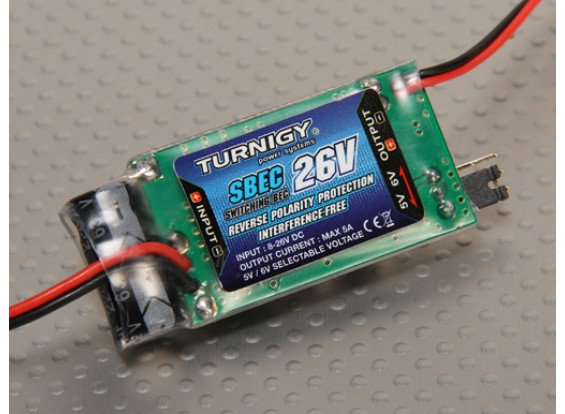 TURNIGY®
power systems
SBEC 26V
SWITCHING BEC
REVERSE POLARITY PROTECTION
INTERFERENCE FREE
INPUT : 8-26V DC
OUTPUT CURRENT : MAX 5A
5V / 6V SELECTABLE VOLTAGE
CE
+ INPUT -
OUTPUT
+ -
5V 6V